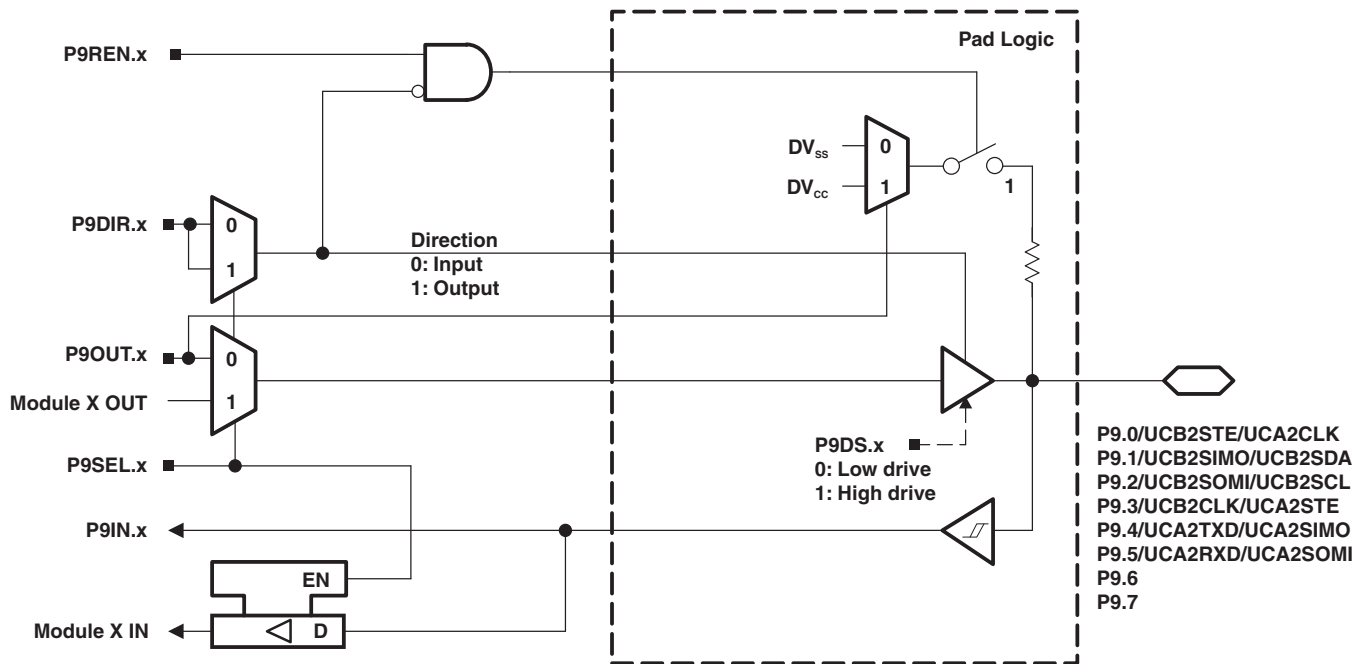 Pad Logic
P9REN.x
DVSS
0
DVCC
1
1
P9DIR.x
0
1
Direction
0: Input
1: Output
P9OUT.x
0
Module X OUT
1
P9DS.x
0: Low drive
1: High drive
P9SEL.x
P9IN.x
EN
Module X IN
D
P9.0/UCB2STE/UCA2CLK
P9.1/UCB2SIMO/UCB2SDA
P9.2/UCB2SOMI/UCB2SCL
P9.3/UCB2CLK/UCA2STE
P9.4/UCA2TXD/UCA2SIMO
P9.5/UCA2RXD/UCA2SOMI
P9.6
P9.7